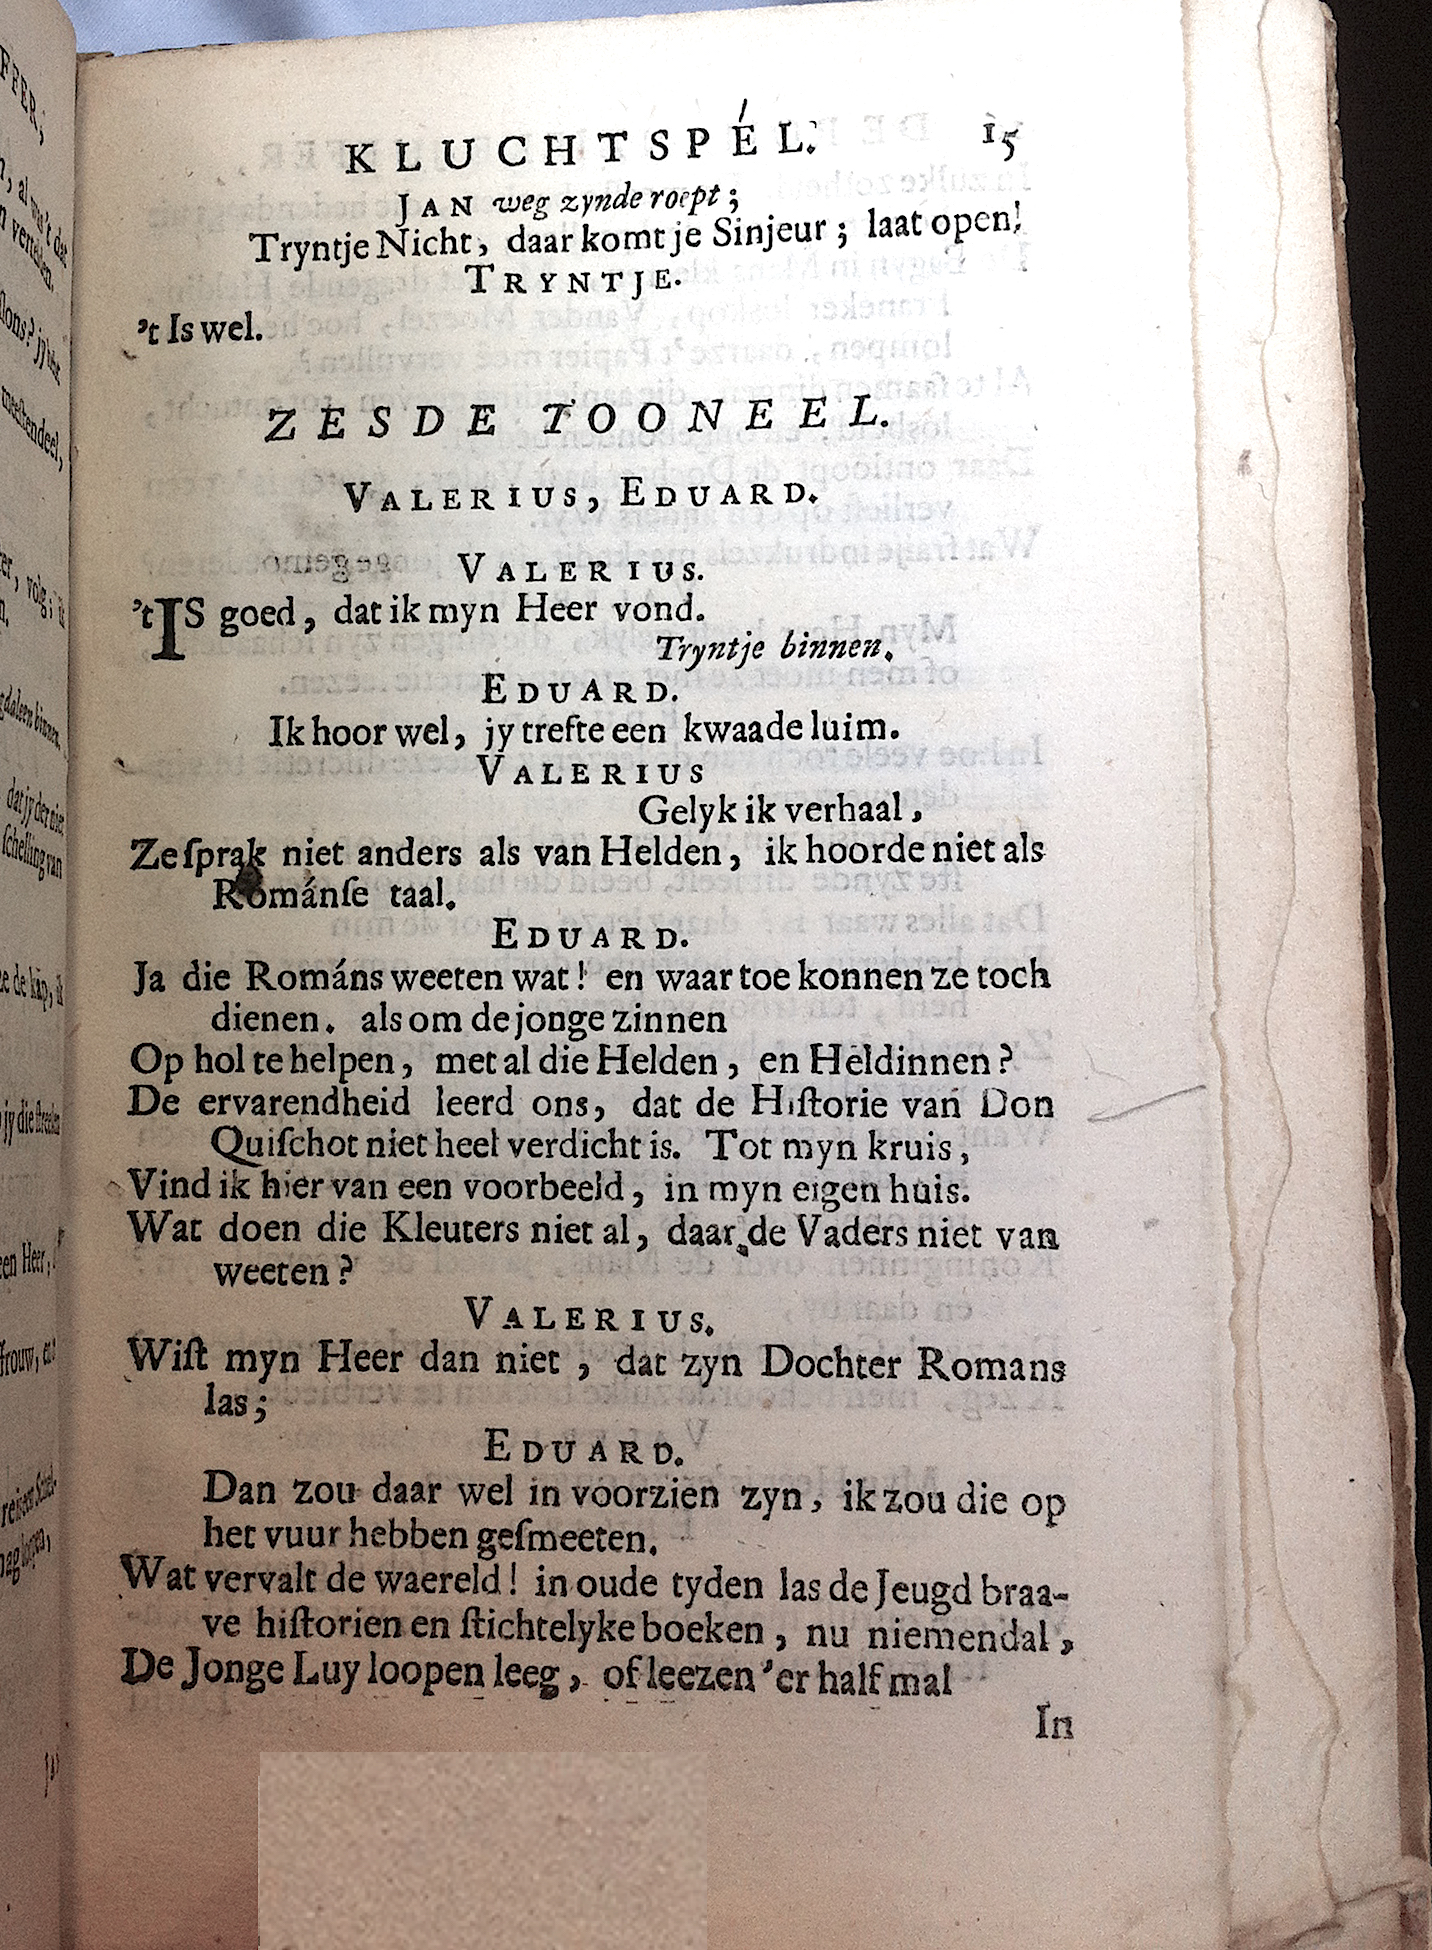 KLUCHTSPÉL. 15
JAN weg zynde roept;
Tryntje Nicht, daar komt je Sinjeur; laat open!
TRYNTJE.
't Is wel.
ZESDE TOONEEL.
VALERIUS, EDUARD.
VALERIUS.
'tIS goed, dat ik myn Heer vond.
Tryntje binnen.
EDUARD.
Ik hoor wel, jy trefte een kwaade luim.
VALERIUS
Gelyk ik verhaal,
Ze ſprak niet anders als van Helden, ik hoorde niet als
Románſe taal.
EDUARD.
Ja die Románs weeten wat! en waar toe konnen ze toch
dienen. als om de jonge zinnen
Op hol te helpen, met al die Helden, en Heldinnen?
De ervarendheid leerd ons, dat de Hiſtorie van Don
Quiſchot niet heel verdicht is. Tot myn kruis,
Vind ik hier van een voorbeeld, in myn eigen huis.
Wat doen die Kleuters niet al, daar de Vaders niet van
weeten?
VALERIUS.
Wiſt myn Heer dan niet, dat zyn Dochter Romans
las;
EDUARD.
Dan zou daar wel in voorzien zyn, ik zou die op
het vuur hebben geſmeeten.
Wat vervalt de waereld! in oude tyden las de Jeugd braa-
ve hiſtorien en ſtichtelyke boeken, nu niemendal,
De Jonge Luy loopen leeg, of leezen 'er half mal
In